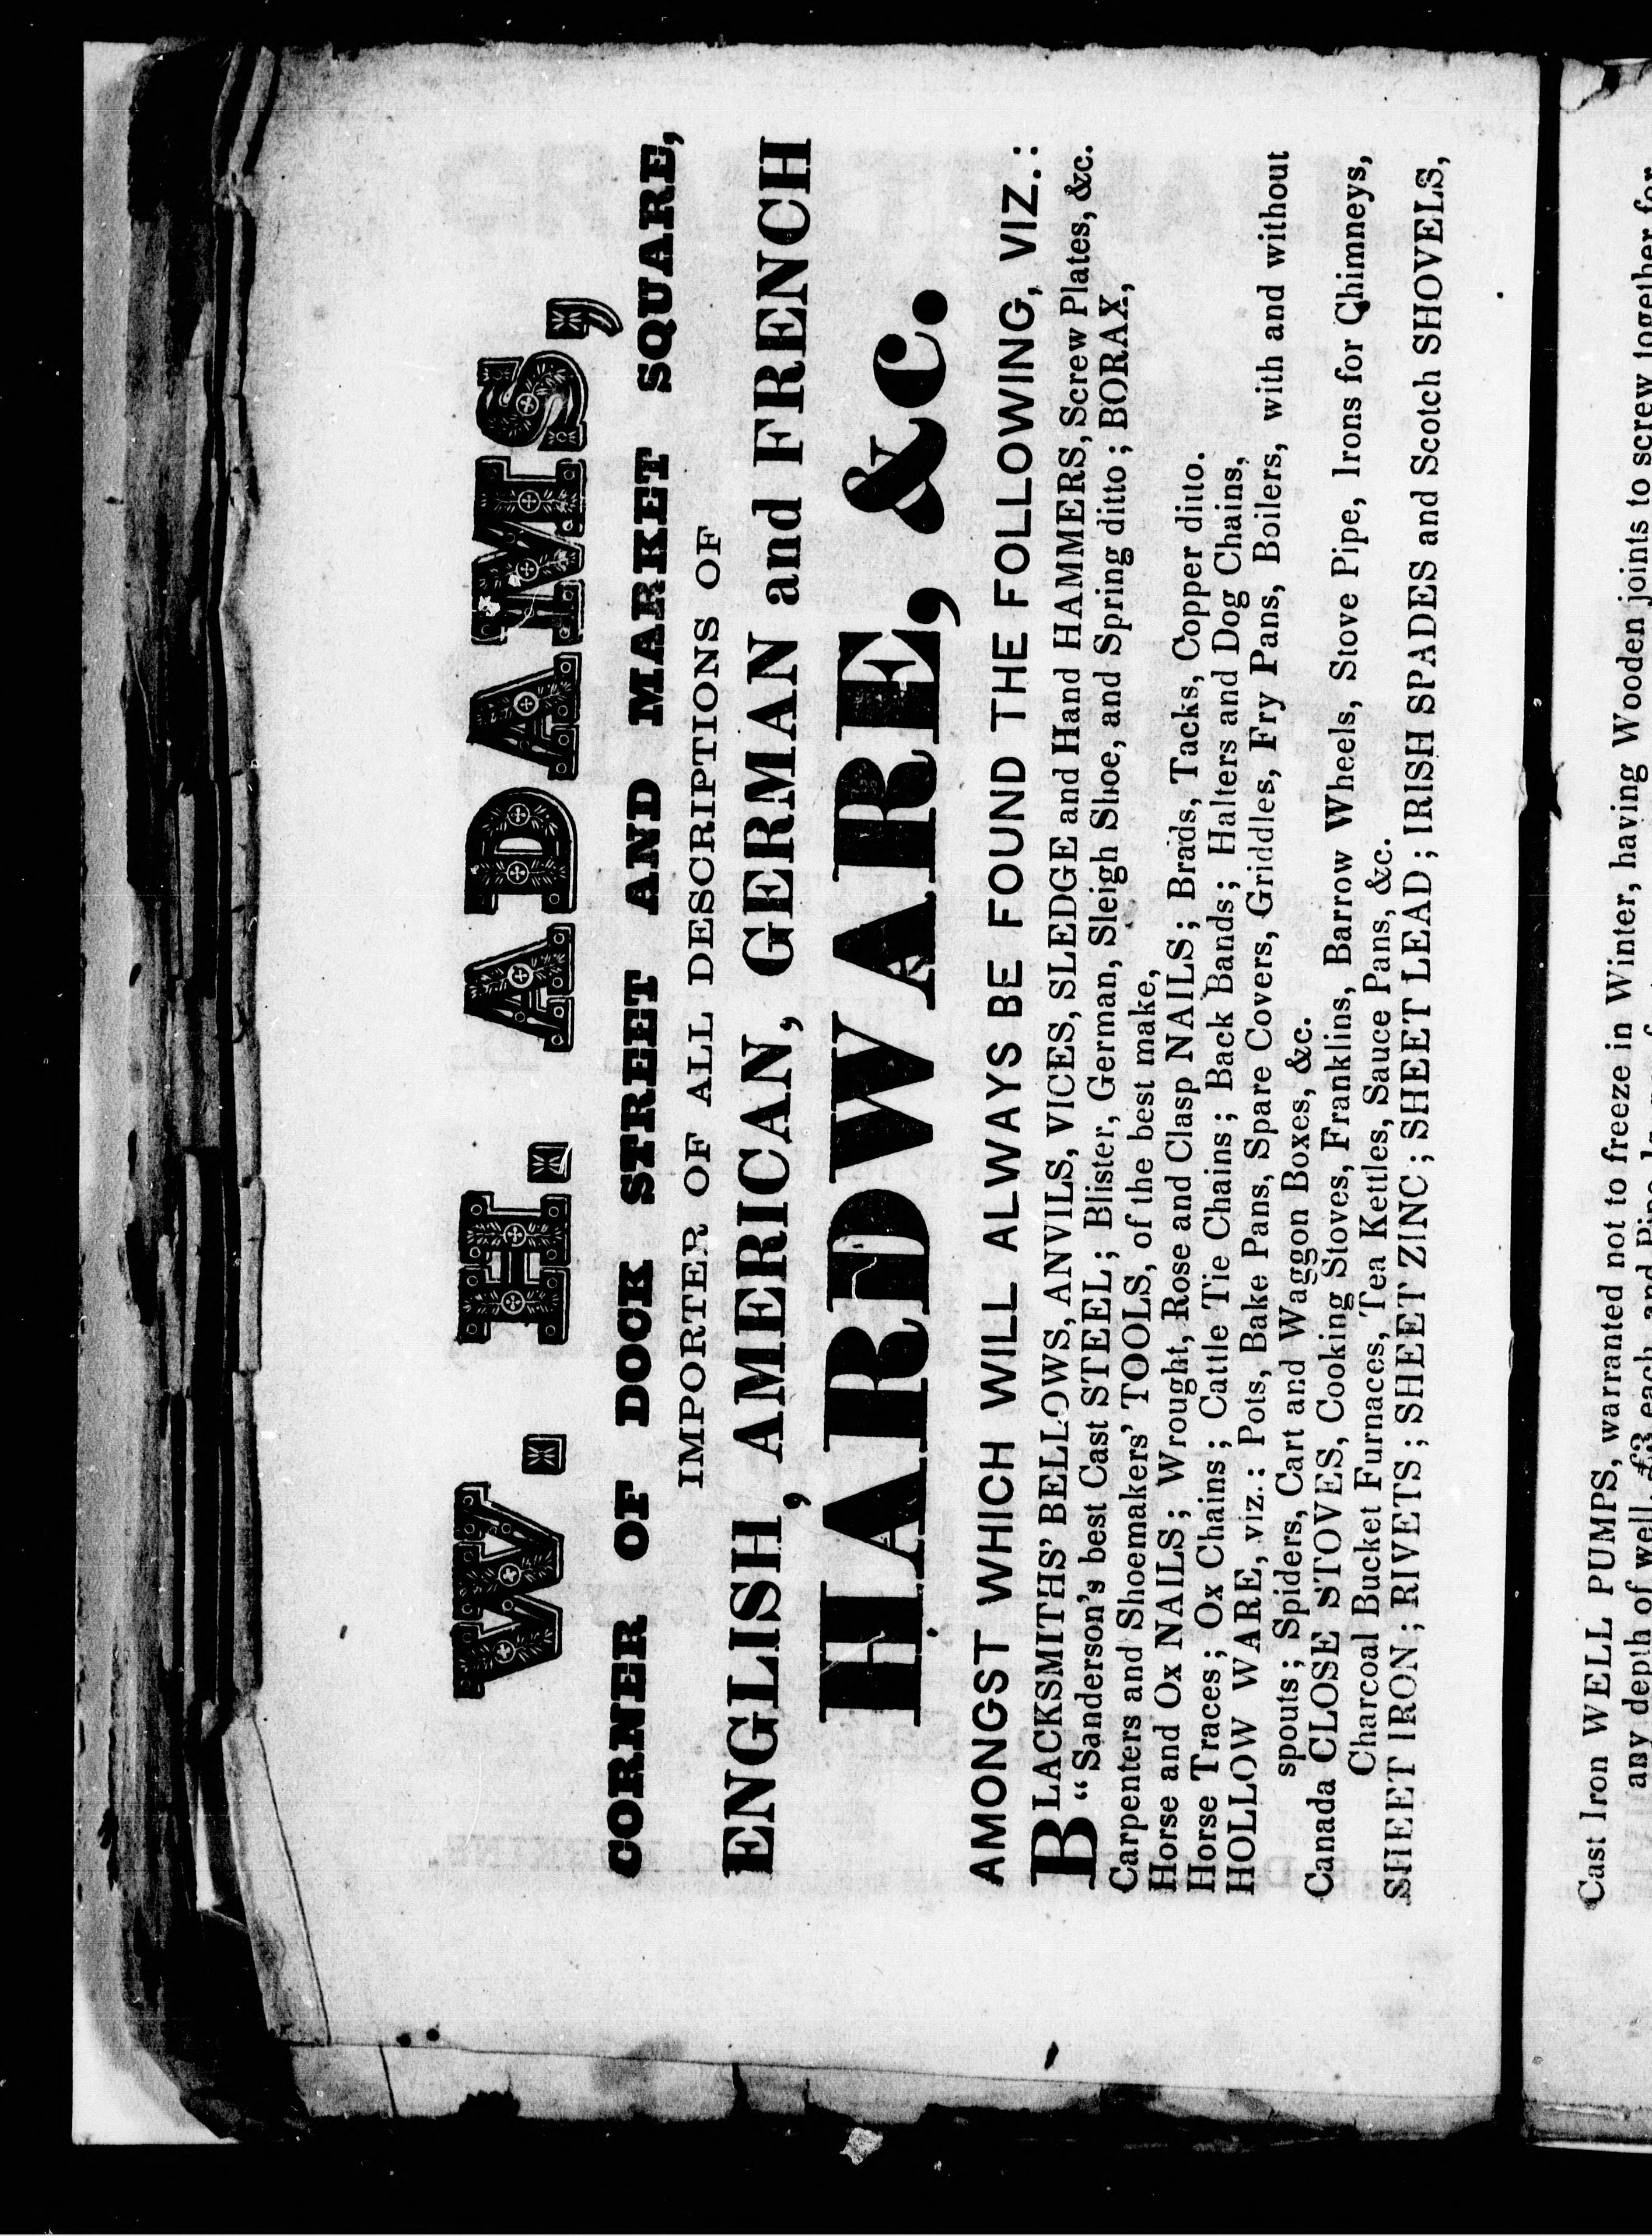 W. H. ADAMS,
CORNER OF DOCK STREET AND MARKET SQUARE,
IMPORTER OF ALL DESCRIPTIONS OF
ENGLISH, AMERICAN, GERMAN and FRENCH
HARDWARE, &c.
AMONGST WHICH WILL ALWAYS BE FOUND THE FOLLOWING, VIZ.:
BLACKSMITHS' BELLOWS, ANVILS, VICES, SLEDGE and Hand HAMMERS, Screw Plates, &c.
"Sanderson's best Cast STEEL; Blister, German, Sleigh Shoe, and Spring ditto; BORAX,
Carpenters and Shoemakers' TOOLS, of the best make,
Horse and Ox NAILS; Wrought, Rose and Clasp NAILS; Braids, Tacks, Copper ditto.
Horse Traces; Ox Chains; Cattle Tie Chains; Back Bands; Halters and Dog Chains,
HOLLOW WARE, viz.: Pots, Bake Pans, Spare Covers, Griddles, Fry Pans, Boilers, with and without
spouts; Spiders, Cart and Waggon Boxes, &c.
Canada CLOSE STOVES, Cooking Stoves, Franklins, Barrow Wheels, Stove Pipe, Irons for Chimneys,
Charcoal Bucket Furnaces, Tea Kettles, Sauce Pans, &c.
SHEET IRON; RIVETS; SHEET ZINC; SHEET LEAD; IRISH SPADES and Scotch SHOVELS,
Cast Iron WELL PUMPS, warranted not to freeze in Winter, having Wooden joints to screw together for
any depth of well, £3 each, and